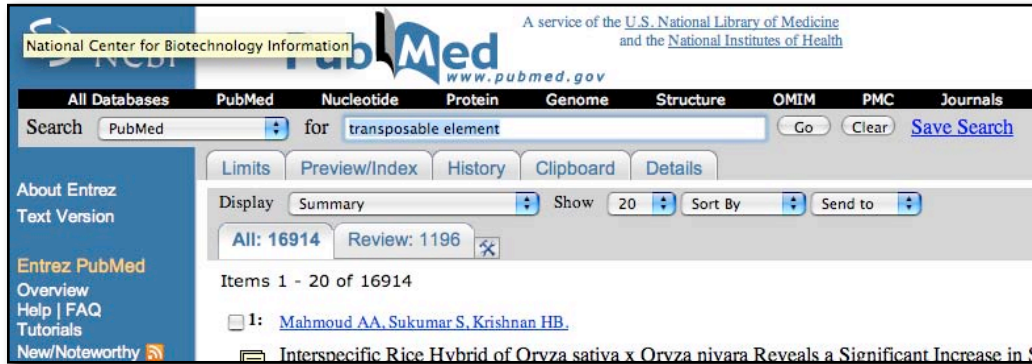 A service of the U.S. National Library of Medicine
and the National Institutes of Health
National Center for Biotechnology Information
NCBI
PubMed
www.pubmed.gov
All Databases PubMed Nucleotide Protein Genome Structure OMIM PMC Journals
Search PubMed for transposable element Go Clear Save Search
Limits Preview/Index History Clipboard Details
About Entrez
Text Version
Display Summary Show 20 Sort By Send to
All: 16914 Review: 1196
Entrez PubMed
Overview
Help | FAQ
Tutorials
New/Noteworthy
Items 1 - 20 of 16914
1: Mahmoud AA, Sukumar S, Krishnan HB.
Interspecific Rice Hybrid of Oryza sativa x Oryza nivara Reveals a Significant Increase in